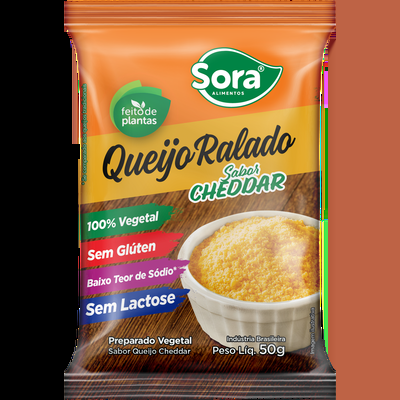 Sora®
ALIMENTOS
feito de
plantas
Queijo Ralado
Sabor
CHEDDAR
100% Vegetal
Sem Glúten
Baixo Teor de Sódio*
Sem Lactose
Preparado Vegetal
Sabor Queijo Cheddar
Indústria Brasileira
Peso Líq. 50g